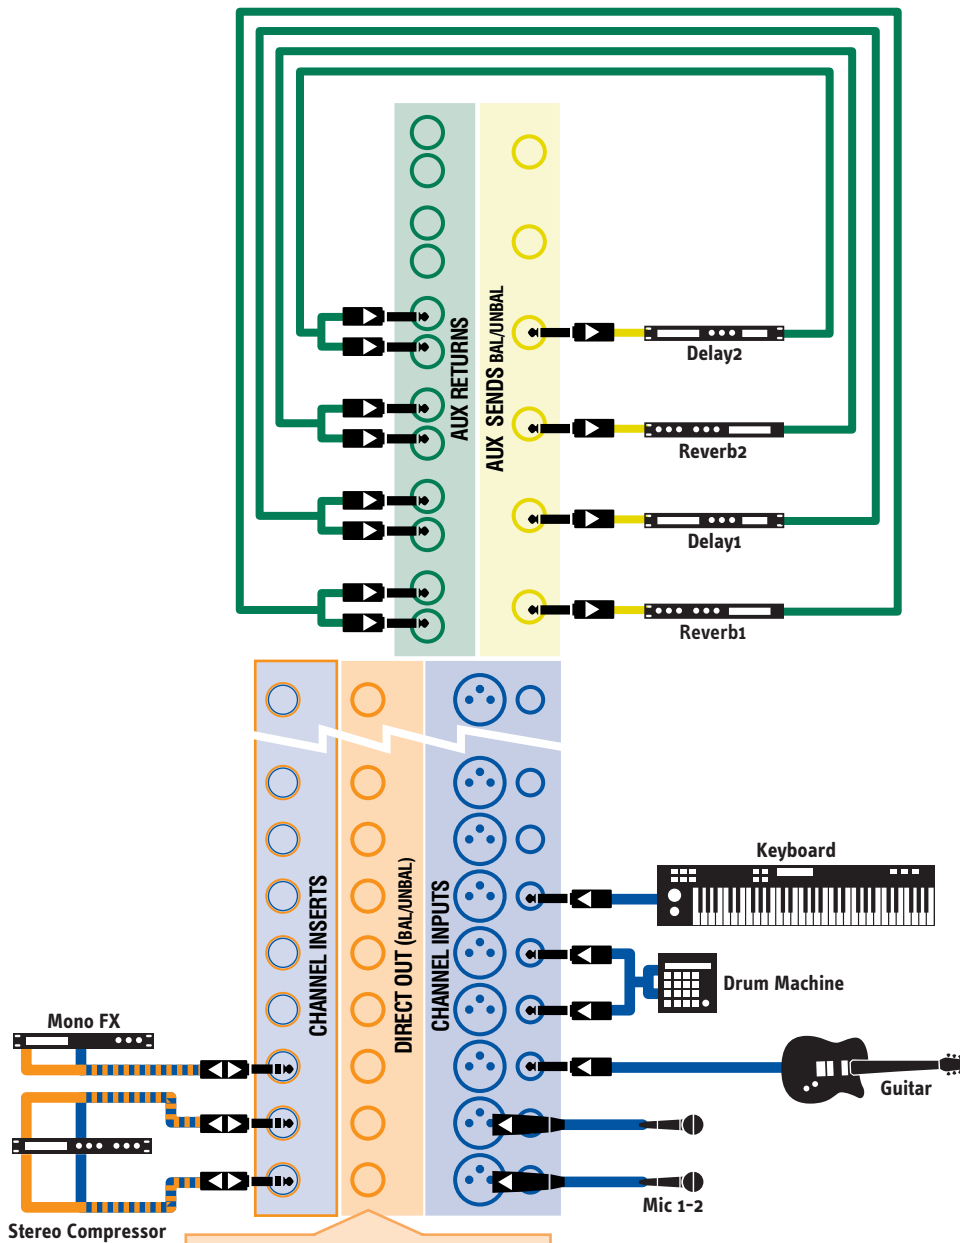 AUX RETURNS
AUX SENDS BAL/UNBAL
Delay2
Reverb2
Delay1
Reverb1
CHANNEL INSERTS
DIRECT OUT (BAL/UNBAL)
CHANNEL INPUTS
Keyboard
Drum Machine
Mono FX
Guitar
Mic 1-2
Stereo Compressor